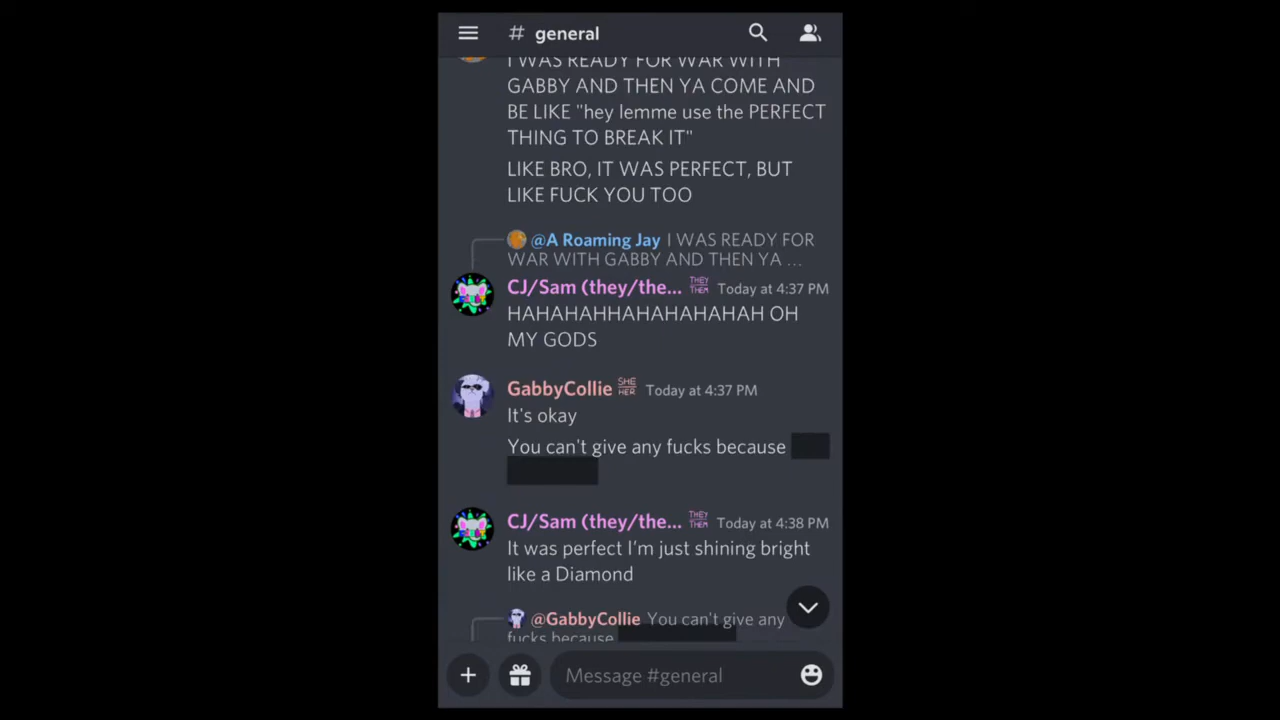 # general
I WAS READY FOR WAR WITH
GABBY AND THEN YA COME AND
BE LIKE "hey lemme use the PERFECT
THING TO BREAK IT"
LIKE BRO, IT WAS PERFECT, BUT
LIKE FUCK YOU TOO
@A Roaming Jay I WAS READY FOR
WAR WITH GABBY AND THEN YA ...
CJ/Sam (they/the... THEY THEM Today at 4:37 PM
HAHAHAHHAHAHAHAHAH OH
MY GODS
GabbyCollie SHE HER Today at 4:37 PM
It's okay
You can't give any fucks because
CJ/Sam (they/the... THEY THEM Today at 4:38 PM
It was perfect I’m just shining bright
like a Diamond
@GabbyCollie You can't give any
fucks because
Message #general